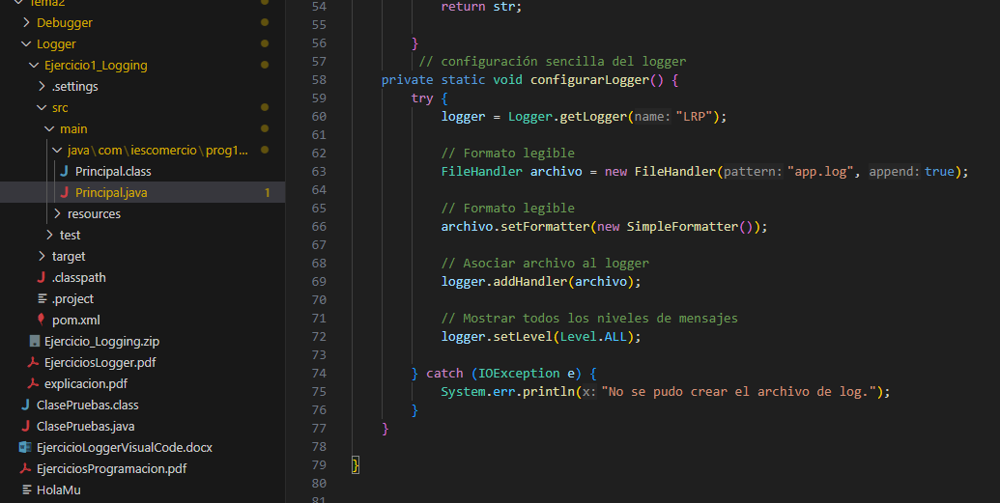 Tema2
Debugger
Logger
Ejercicio1_Logging
.settings
src
main
java\com\iescomercio\prog1...
Principal.class
Principal.java 1
resources
test
target
.classpath
.project
pom.xml
Ejercicio_Logging.zip
EjerciciosLogger.pdf
explicacion.pdf
ClasePruebas.class
ClasePruebas.java
EjercicioLoggerVisualCode.docx
EjerciciosProgramacion.pdf
HolaMu
54 return str;
55
56 }
57 // configuración sencilla del logger
58 private static void configurarLogger() {
59 try {
60 logger = Logger.getLogger(name:"LRP");
61
62 // Formato legible
63 FileHandler archivo = new FileHandler(pattern:"app.log", append:true);
64
65 // Formato legible
66 archivo.setFormatter(new SimpleFormatter());
67
68 // Asociar archivo al logger
69 logger.addHandler(archivo);
70
71 // Mostrar todos los niveles de mensajes
72 logger.setLevel(Level.ALL);
73
74 } catch (IOException e) {
75 System.err.println(x:"No se pudo crear el archivo de log.");
76 }
77 }
78
79 }
80
81